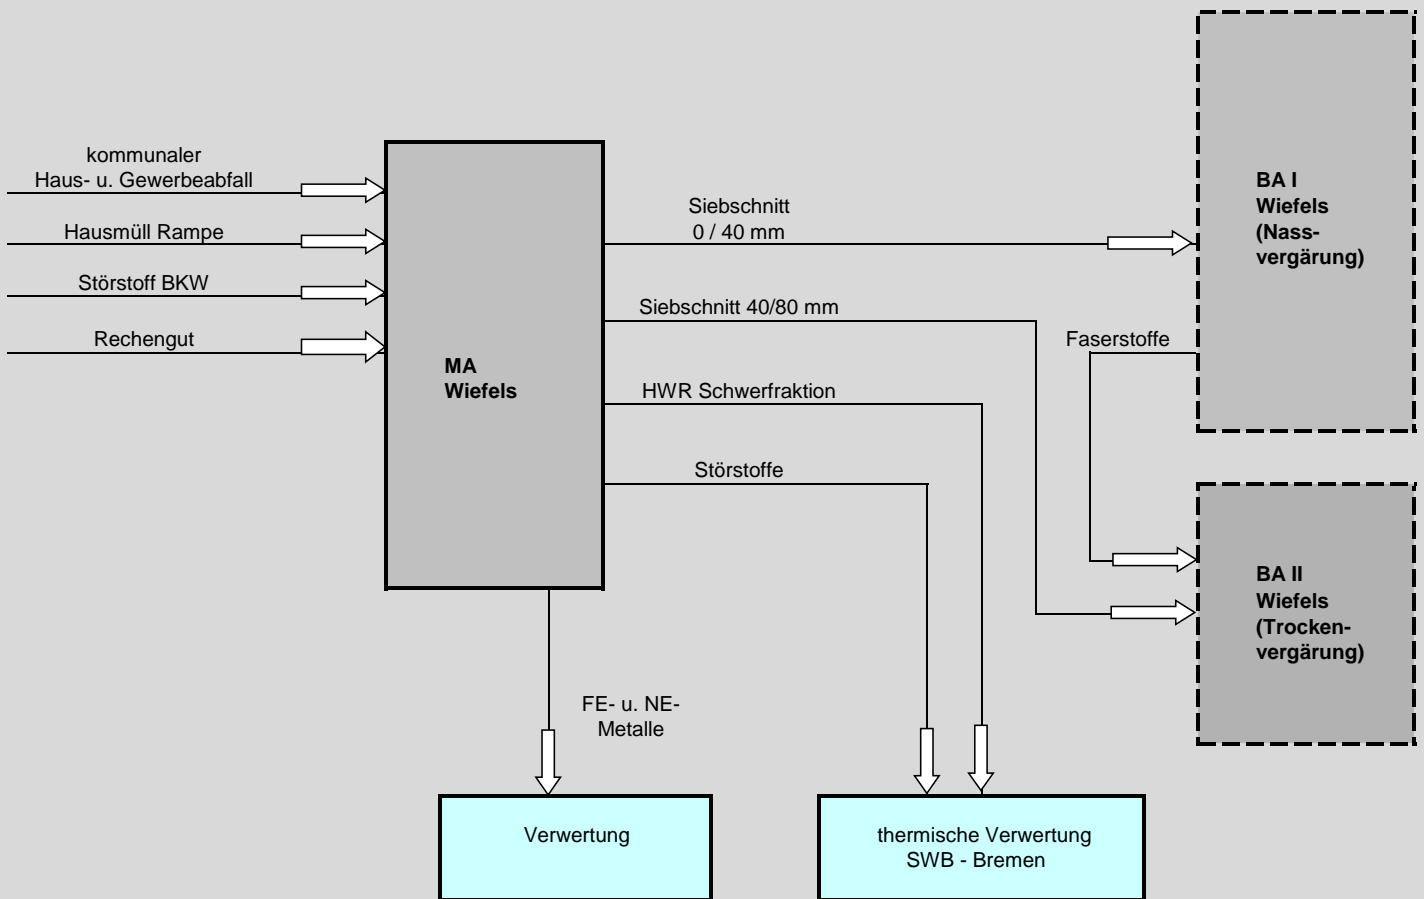 kommunaler
Haus- u. Gewerbeabfall
Hausmüll Rampe
Störstoff BKW
Rechengut
MA
Wiefels
Siebschnitt
0 / 40 mm
Siebschnitt 40/80 mm
HWR Schwerfraktion
Störstoffe
BA I
Wiefels
(Nass-
vergärung)
Faserstoffe
BA II
Wiefels
(Trocken-
vergärung)
FE- u. NE-
Metalle
Verwertung
thermische Verwertung
SWB - Bremen